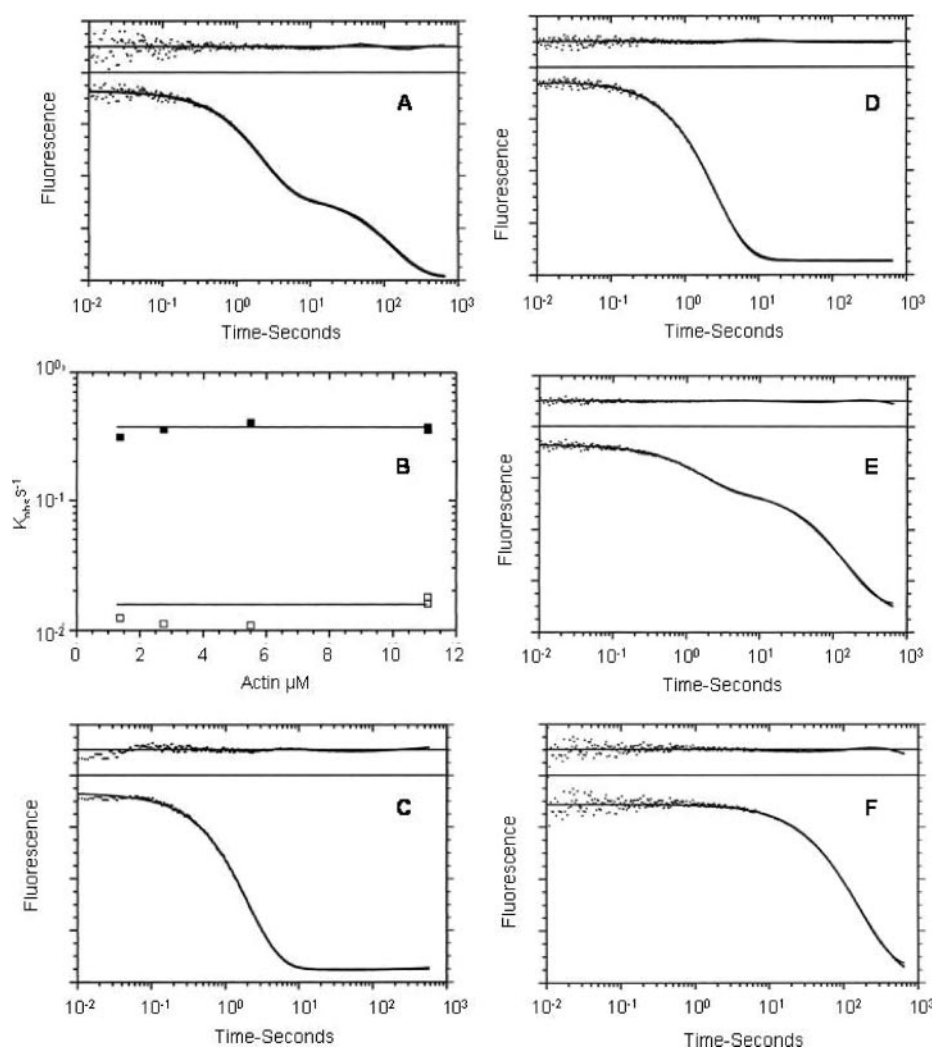 A
Fluorescence
10-2 10-1 100 101 102 103
Time-Seconds
D
Fluorescence
10-2 10-1 100 101 102 103
Time-Seconds
100
10-1
10-2
B
Kobs s-1
0 2 4 6 8 10 12
Actin µM
E
Fluorescence
10-2 10-1 100 101 102 103
Time-Seconds
C
Fluorescence
10-2 10-1 100 101 102 103
Time-Seconds
F
Fluorescence
10-2 10-1 100 101 102 103
Time-Seconds